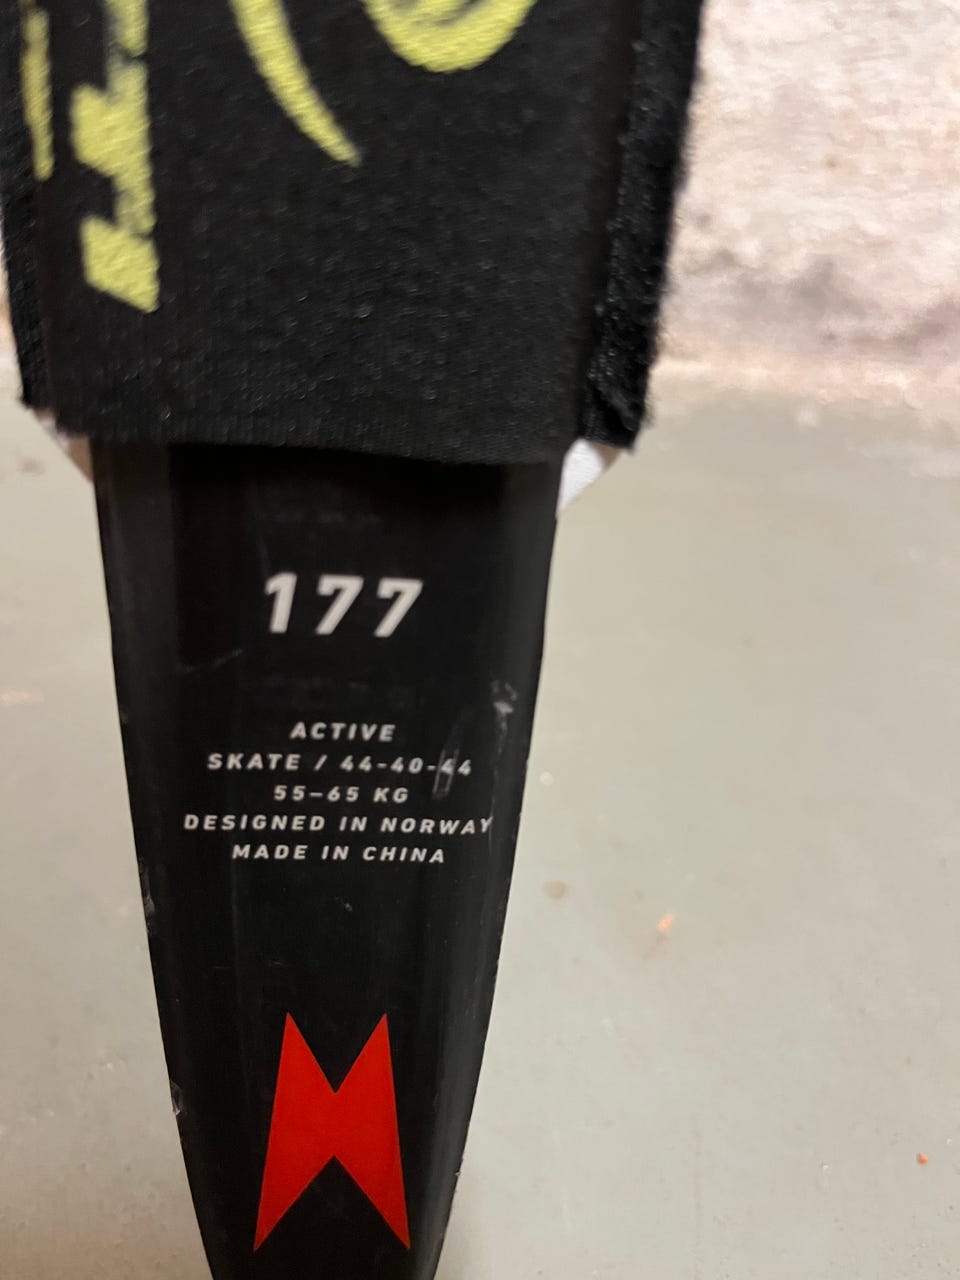 177
ACTIVE
SKATE / 44-40-44
55-65 KG
DESIGNED IN NORWAY
MADE IN CHINA